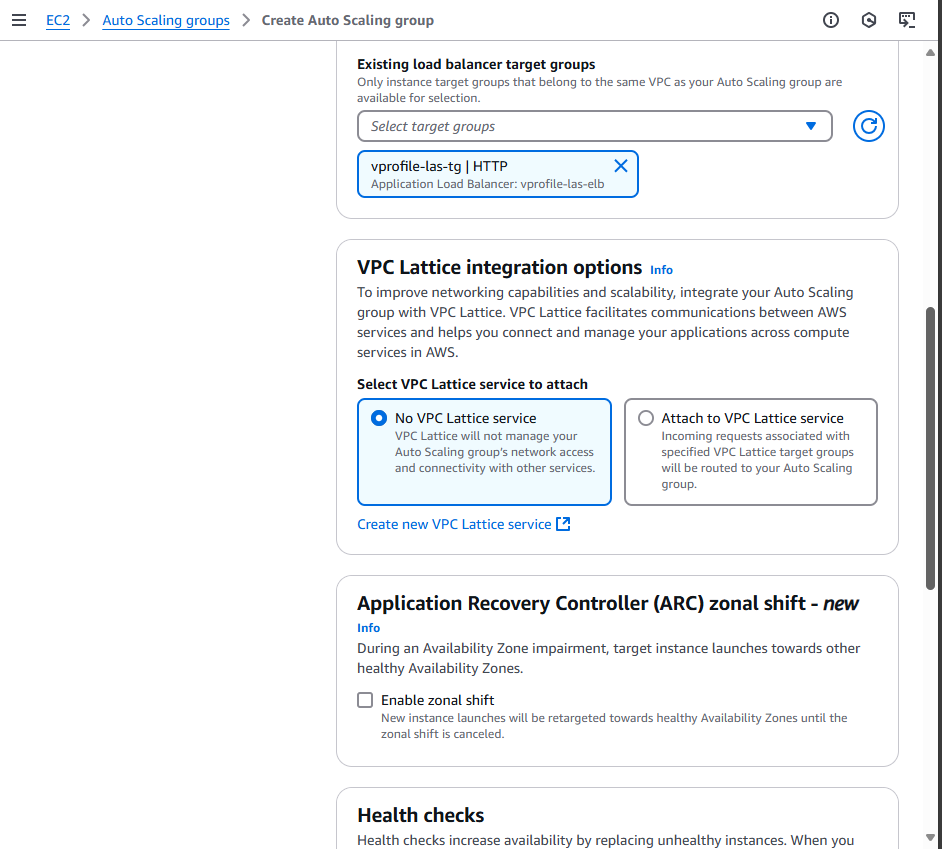 EC2 > Auto Scaling groups > Create Auto Scaling group
Existing load balancer target groups
Only instance target groups that belong to the same VPC as your Auto Scaling group are
available for selection.
Select target groups
vprofile-las-tg | HTTP
Application Load Balancer: vprofile-las-elb
VPC Lattice integration options Info
To improve networking capabilities and scalability, integrate your Auto Scaling
group with VPC Lattice. VPC Lattice facilitates communications between AWS
services and helps you connect and manage your applications across compute
services in AWS.
Select VPC Lattice service to attach
No VPC Lattice service
VPC Lattice will not manage your
Auto Scaling group's network access
and connectivity with other services.
Attach to VPC Lattice service
Incoming requests associated with
specified VPC Lattice target groups
will be routed to your Auto Scaling
group.
Create new VPC Lattice service
Application Recovery Controller (ARC) zonal shift - new
Info
During an Availability Zone impairment, target instance launches towards other
healthy Availability Zones.
Enable zonal shift
New instance launches will be retargeted towards healthy Availability Zones until the
zonal shift is canceled.
Health checks
Health checks increase availability by replacing unhealthy instances. When you